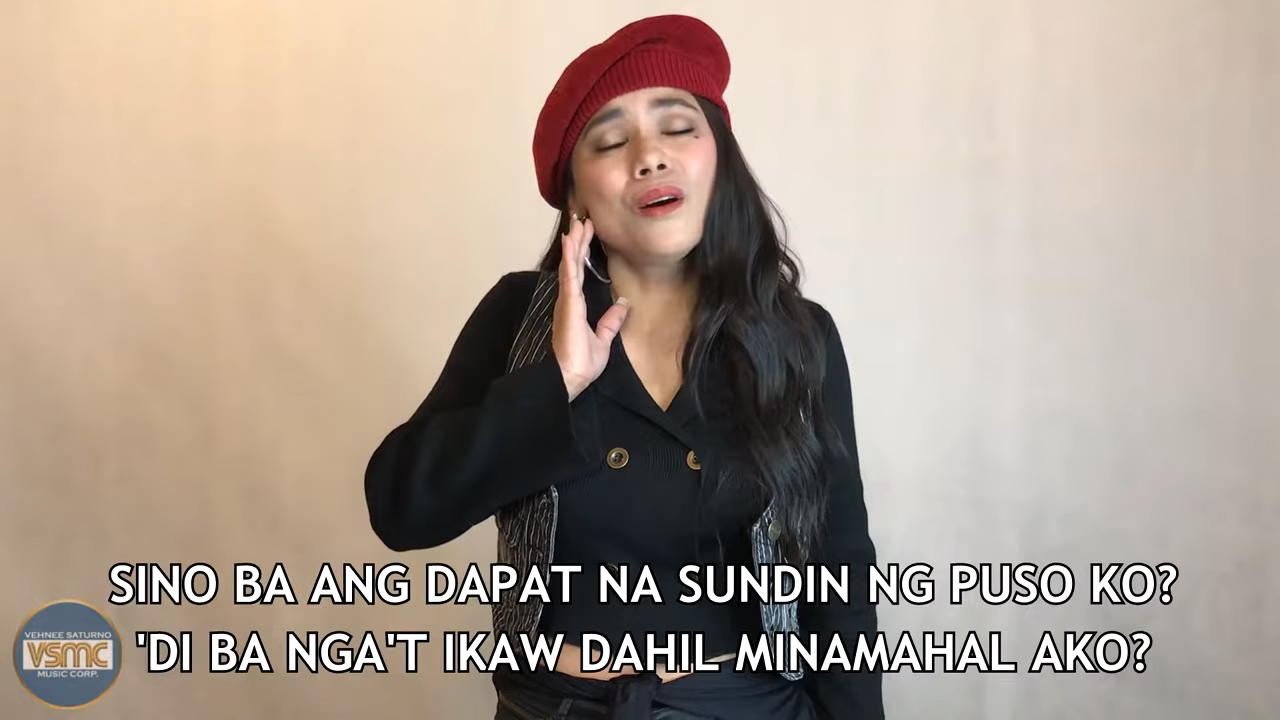 SINO BA ANG DAPAT NA SUNDIN NG PUSO KO?
'DI BA NGA'T IKAW DAHIL MINAMAHAL AKO?
VEHNEE SATURNO
VSMC
MUSIC CORP.